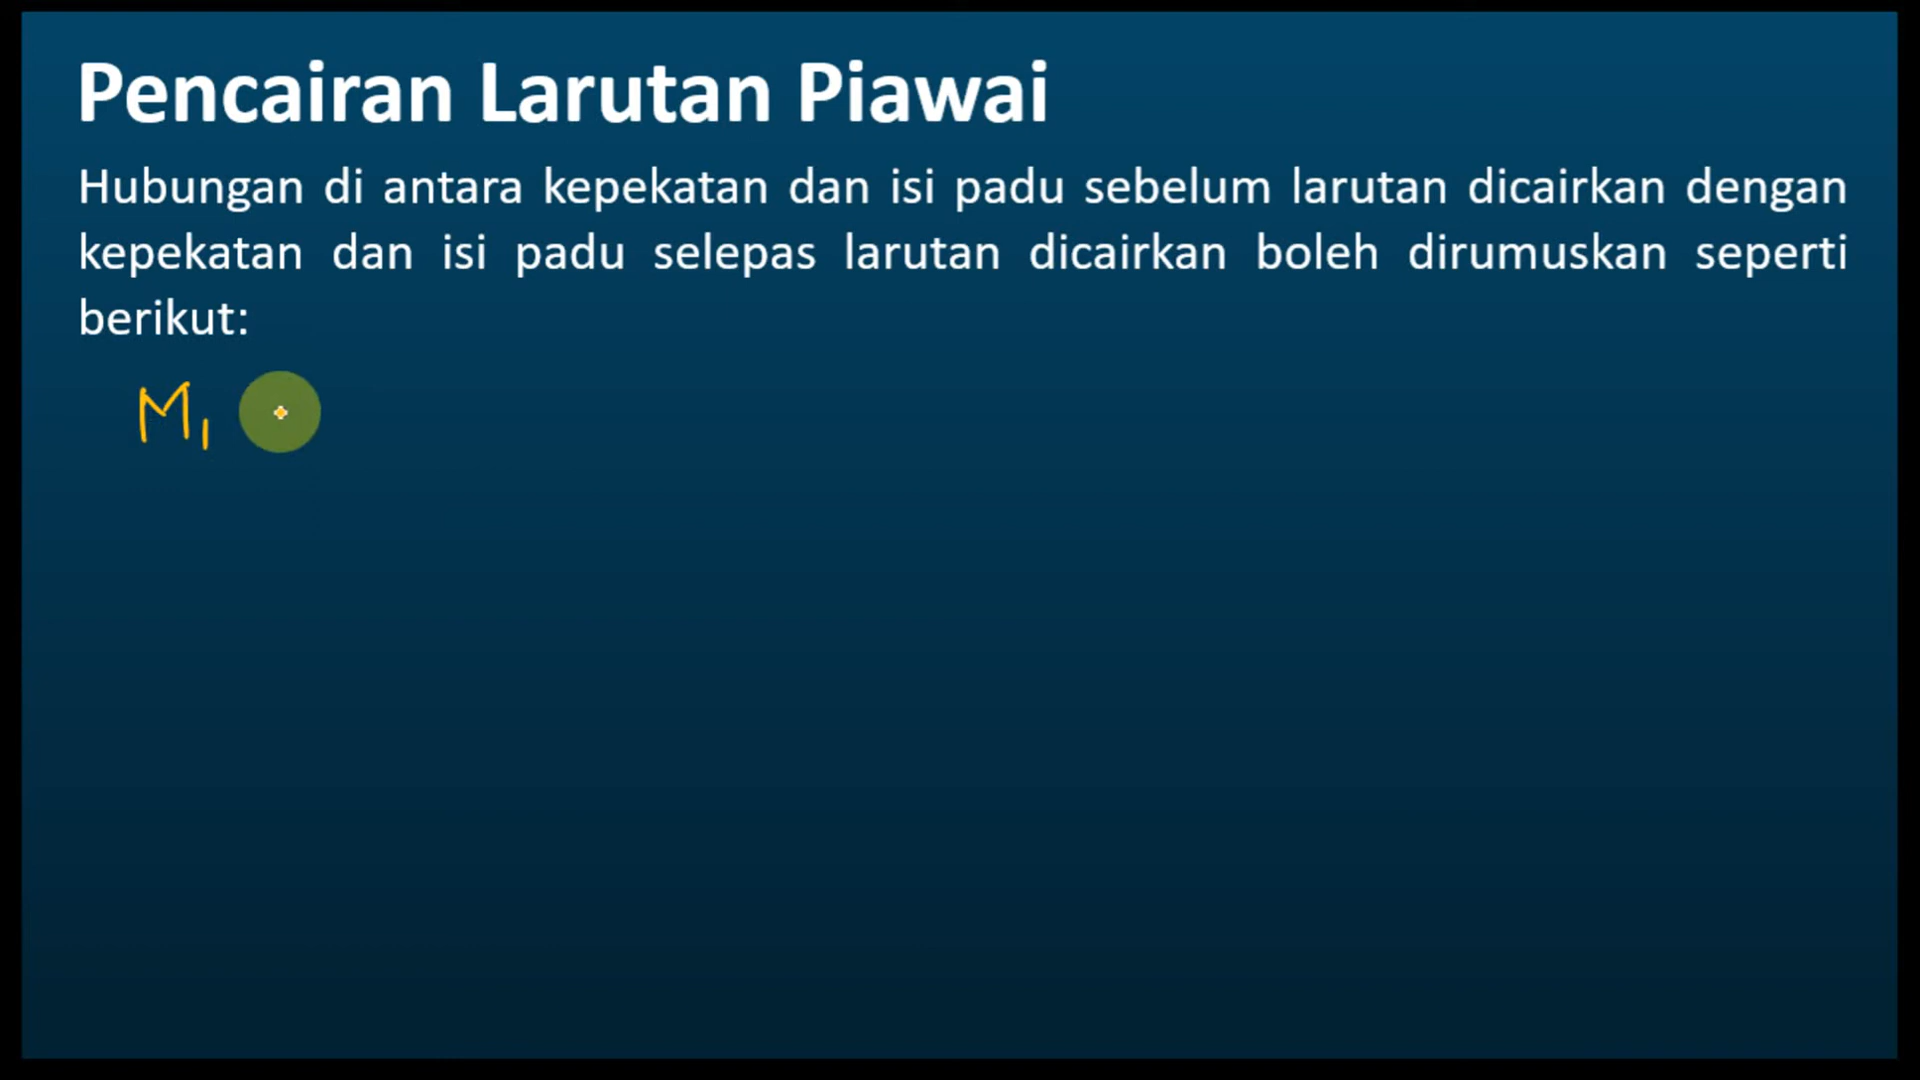 Pencairan Larutan Piawai
Hubungan di antara kepekatan dan isi padu sebelum larutan dicairkan dengan
kepekatan dan isi padu selepas larutan dicairkan boleh dirumuskan seperti
berikut:
M₁